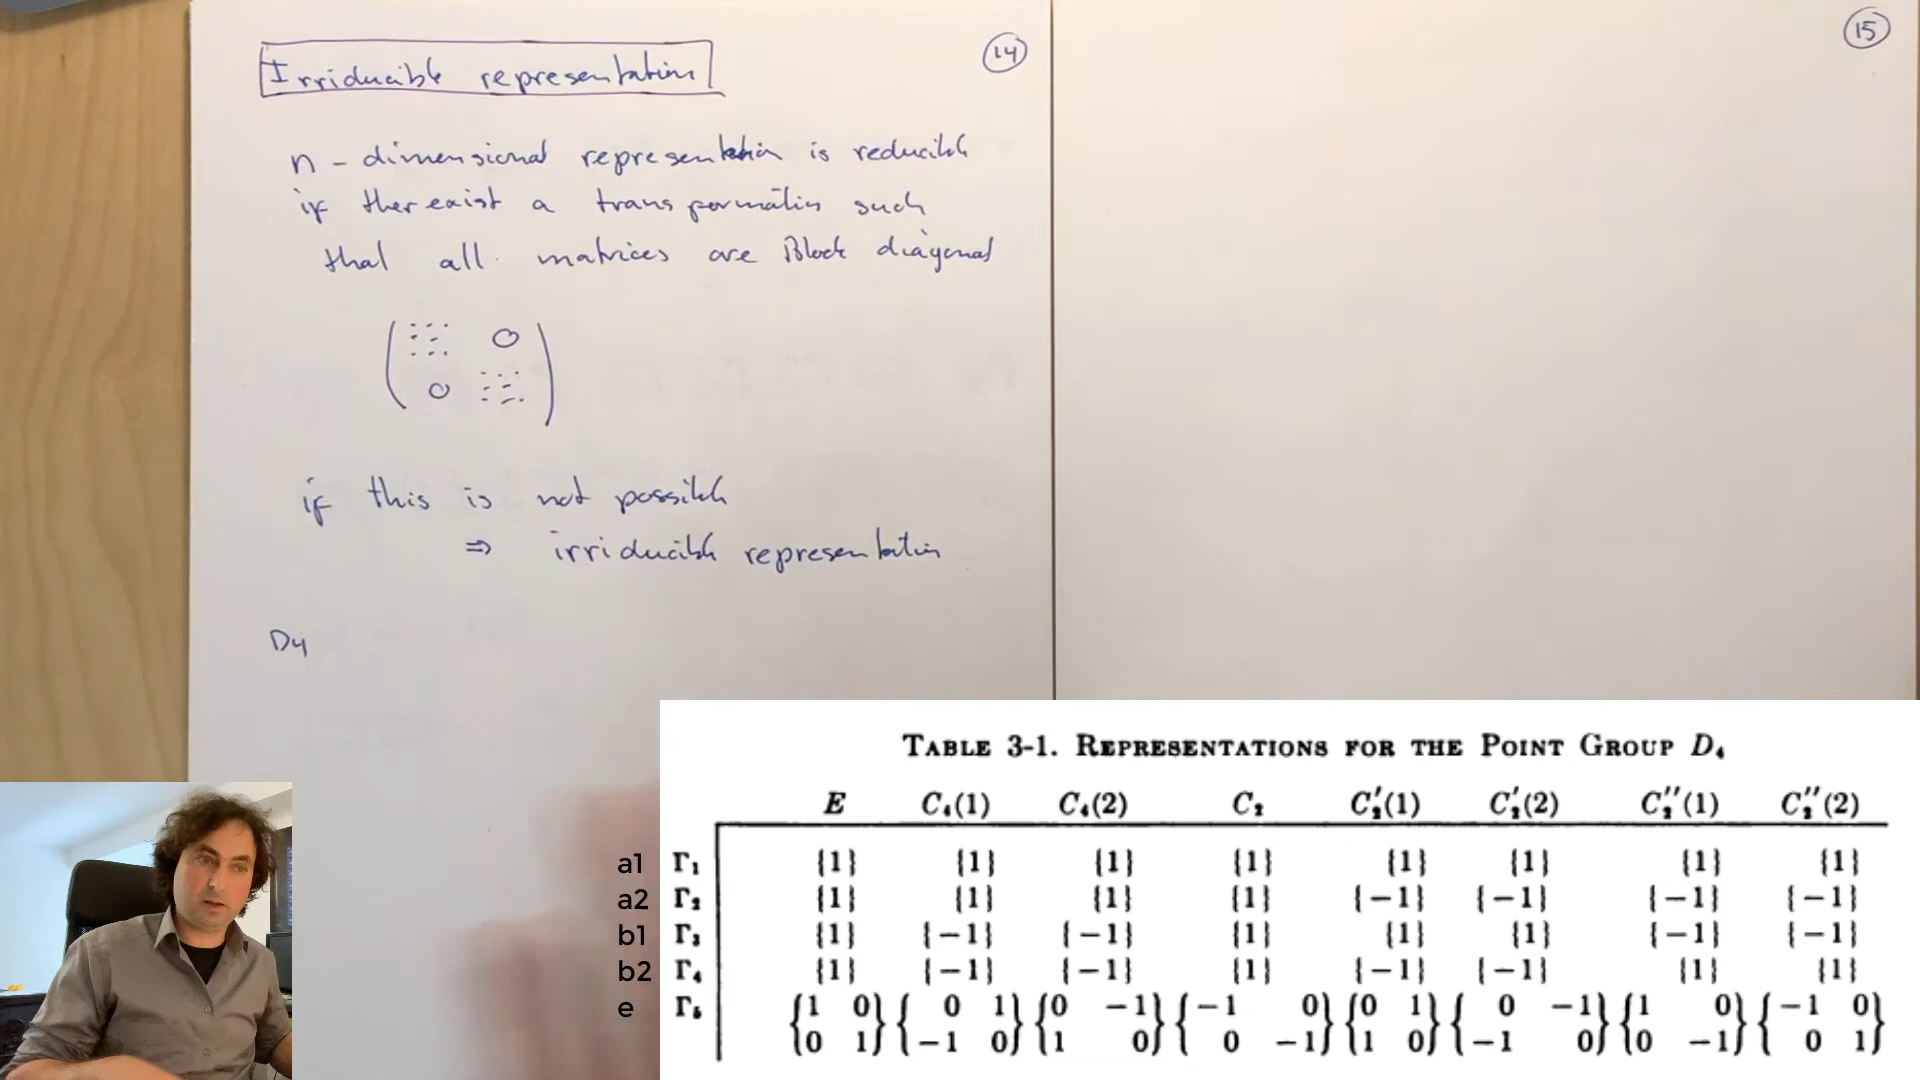 Irriducible representation
14
15
n - dimensional representation is reducible
if ther exist a transformation such
that all matrices are Block diagonal
if this is not possible
⇒ irriducible representation
D4
TABLE 3-1. REPRESENTATIONS FOR THE POINT GROUP D₄
E C₄(1) C₄(2) C₂ C₂′(1) C₂′(2) C₂″(1) C₂″(2)
a1 Γ₁ {1} {1} {1} {1} {1} {1} {1} {1}
a2 Γ₂ {1} {1} {1} {1} {-1} {-1} {-1} {-1}
b1 Γ₃ {1} {-1} {-1} {1} {1} {1} {-1} {-1}
b2 Γ₄ {1} {-1} {-1} {1} {-1} {-1} {1} {1}
e Γ₅ {1 0 {0 1} {0 -1} {-1 0} {0 1} {0 -1} {1 0} {-1 0}
0 1} {-1 0} {1 0} {0 -1} {1 0} {-1 0} {0 -1} {0 1}